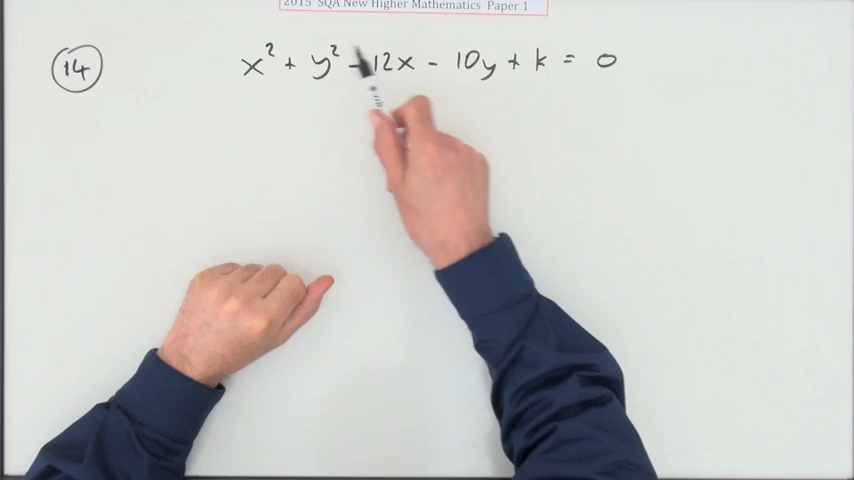 2015 SQA New Higher Mathematics Paper 1
14 x² + y² - 12x - 10y + k = 0